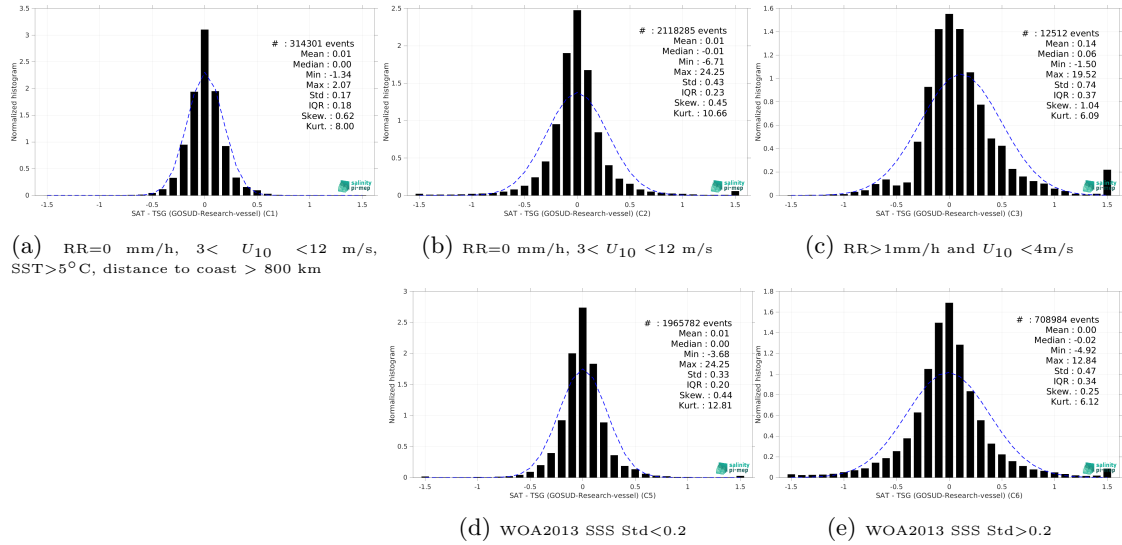 3.5
3
2.5
2
1.5
1
0.5
0
Normalized histogram
# : 314301 events
Mean : 0.01
Median : 0.00
Min : -1.34
Max : 2.07
Std : 0.17
IQR : 0.18
Skew. : 0.62
Kurt. : 8.00
salinity
pi-mep
-1.5 -1 -0.5 0 0.5 1 1.5
SAT - TSG (GOSUD-Research-vessel) (C1)
(a) RR=0 mm/h, 3< U10 <12 m/s,
SST>5°C, distance to coast > 800 km
2.5
2
1.5
1
0.5
0
Normalized histogram
# : 2118285 events
Mean : 0.01
Median : -0.01
Min : -6.71
Max : 24.25
Std : 0.43
IQR : 0.23
Skew. : 0.45
Kurt. : 10.66
salinity
pi-mep
-1.5 -1 -0.5 0 0.5 1 1.5
SAT - TSG (GOSUD-Research-vessel) (C2)
(b) RR=0 mm/h, 3< U10 <12 m/s
1.6
1.4
1.2
1
0.8
0.6
0.4
0.2
0
Normalized histogram
# : 12512 events
Mean : 0.14
Median : 0.06
Min : -1.50
Max : 19.52
Std : 0.74
IQR : 0.37
Skew. : 1.04
Kurt. : 6.09
salinity
pi-mep
-1.5 -1 -0.5 0 0.5 1 1.5
SAT - TSG (GOSUD-Research-vessel) (C3)
(c) RR>1mm/h and U10 <4m/s
3
2.5
2
1.5
1
0.5
0
Normalized histogram
# : 1965782 events
Mean : 0.01
Median : 0.00
Min : -3.68
Max : 24.25
Std : 0.33
IQR : 0.20
Skew. : 0.44
Kurt. : 12.81
salinity
pi-mep
-1.5 -1 -0.5 0 0.5 1 1.5
SAT - TSG (GOSUD-Research-vessel) (C5)
(d) WOA2013 SSS Std<0.2
1.8
1.6
1.4
1.2
1
0.8
0.6
0.4
0.2
0
Normalized histogram
# : 708984 events
Mean : 0.00
Median : -0.02
Min : -4.92
Max : 12.84
Std : 0.47
IQR : 0.34
Skew. : 0.25
Kurt. : 6.12
salinity
pi-mep
-1.5 -1 -0.5 0 0.5 1 1.5
SAT - TSG (GOSUD-Research-vessel) (C6)
(e) WOA2013 SSS Std>0.2